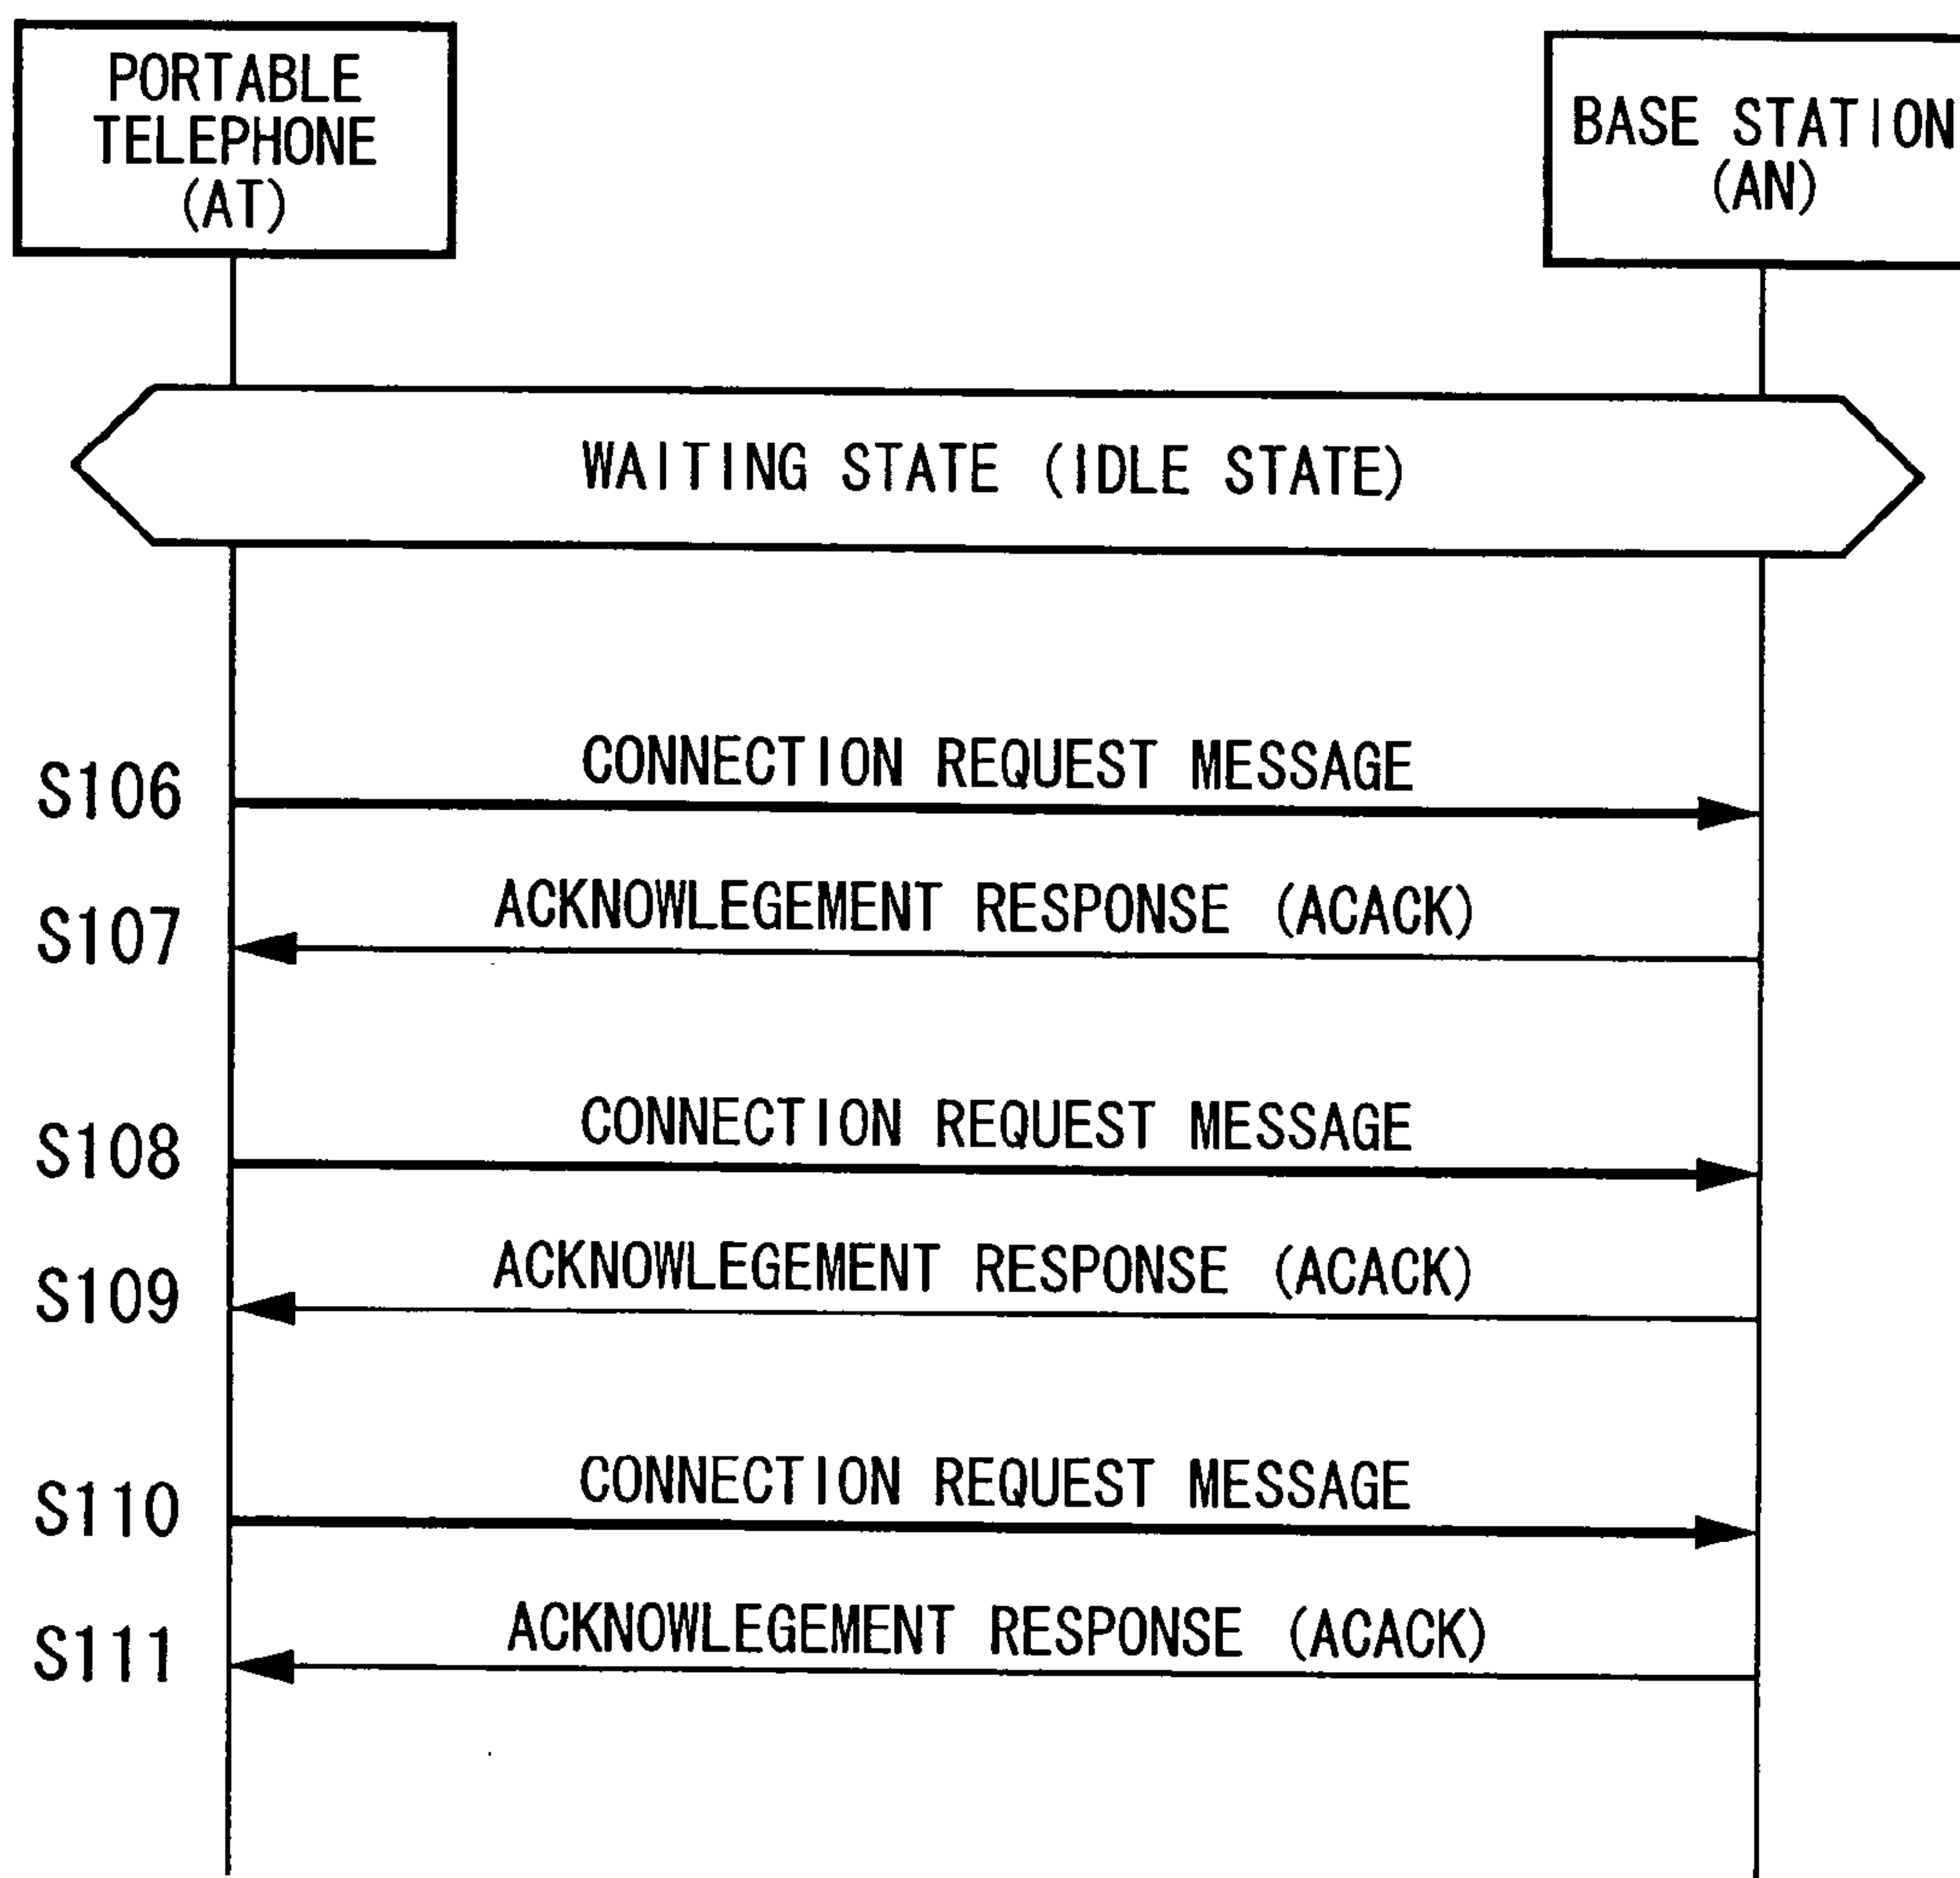 PORTABLE
TELEPHONE
(AT)
BASE STATION
(AN)
WAITING STATE (IDLE STATE)
CONNECTION REQUEST MESSAGE
S106
ACKNOWLEGEMENT RESPONSE (ACACK)
S107
CONNECTION REQUEST MESSAGE
S108
ACKNOWLEGEMENT RESPONSE (ACACK)
S109
CONNECTION REQUEST MESSAGE
S110
ACKNOWLEGEMENT RESPONSE (ACACK)
S111